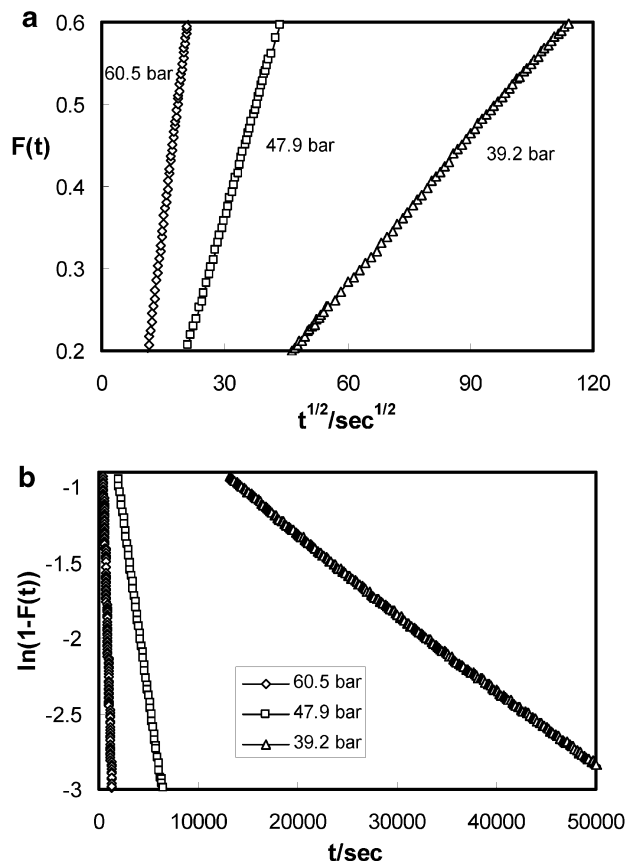 a
0.6
60.5 bar
0.5
47.9 bar
F(t)
39.2 bar
0.4
0.3
0.2
0 30 60 90 120
t^1/2/sec^1/2
b
-1
-1.5
ln(1-F(t))
-2
60.5 bar
47.9 bar
-2.5
39.2 bar
-3
0 10000 20000 30000 40000 50000
t/sec